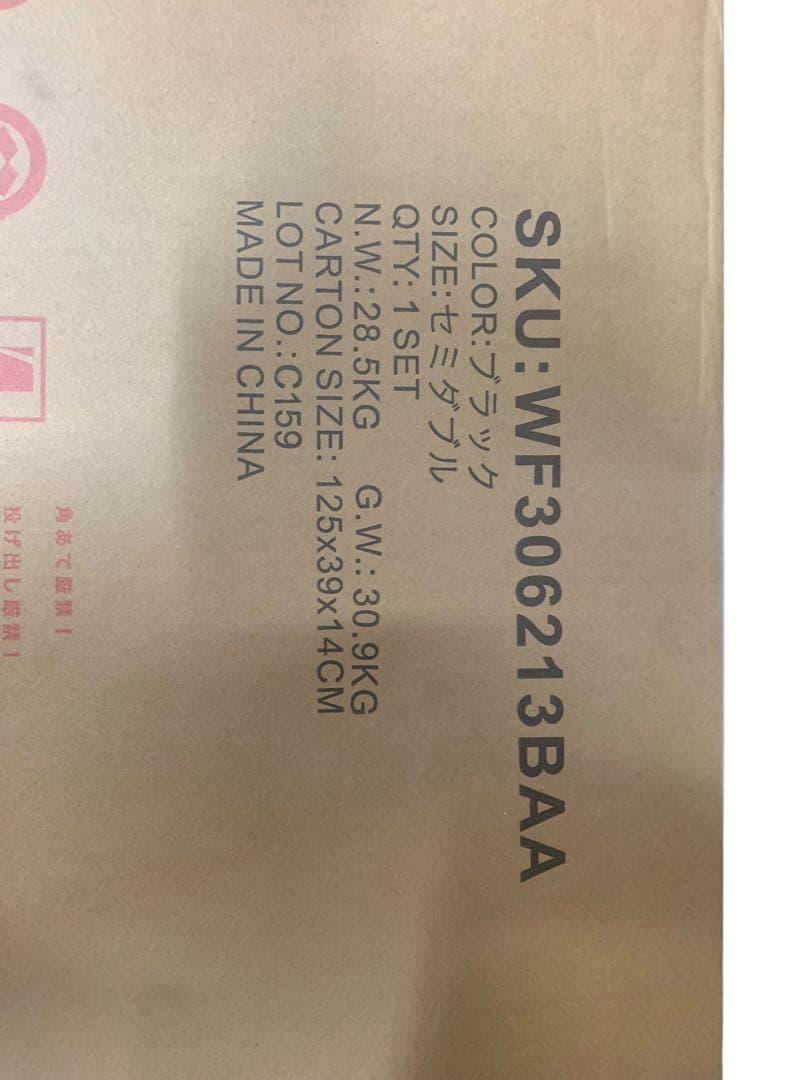 SKU:WF306213BAA
COLOR:ブラック
SIZE:セミダブル
QTY: 1 SET
N.W.:28.5KG G.W.: 30.9KG
CARTON SIZE: 125x39x14CM
LOT NO.:C159
MADE IN CHINA
角あて厳禁!
投げ出し厳禁!